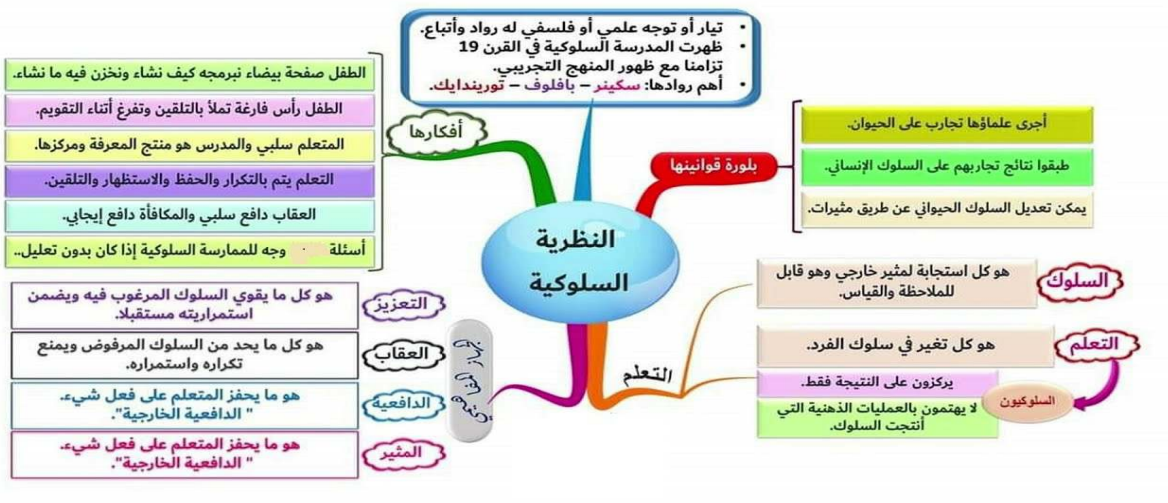 • تيار أو توجه علمي أو فلسفي له رواد وأتباع.
• ظهرت المدرسة السلوكية في القرن 19
تزامنا مع ظهور المنهج التجريبي.
• أهم روادها: سكينر – بافلوف – توريندايك.
النظرية
السلوكية
بلورة قوانينها
أجرى علماؤها تجارب على الحيوان.
طبقوا نتائج تجاربهم على السلوك الإنساني.
يمكن تعديل السلوك الحيواني عن طريق مثيرات.
التعلم
السلوك
هو كل استجابة لمثير خارجي وهو قابل
للملاحظة والقياس.
التعلم
هو كل تغير في سلوك الفرد.
السلوكيون
يركزون على النتيجة فقط.
لا يهتمون بالعمليات الذهنية التي
أنتجت السلوك.
أفكارها
الطفل صفحة بيضاء نبرمجه كيف نشاء ونخزن فيه ما نشاء.
الطفل رأس فارغة تملأ بالتلقين وتفرغ أثناء التقويم.
المتعلم سلبي والمدرس هو منتج المعرفة ومركزها.
التعلم يتم بالتكرار والحفظ والاستظهار والتلقين.
العقاب دافع سلبي والمكافأة دافع إيجابي.
أسئلة وجه للممارسة السلوكية إذا كان بدون تعليل..
التعزيز
هو كل ما يقوي السلوك المرغوب فيه ويضمن
استمراريته مستقبلا.
العقاب
هو كل ما يحد من السلوك المرفوض ويمنع
تكراره واستمراره.
الدافعية
هو ما يحفز المتعلم على فعل شيء.
" الدافعية الخارجية".
المثير
هو ما يحفز المتعلم على فعل شيء.
" الدافعية الخارجية".